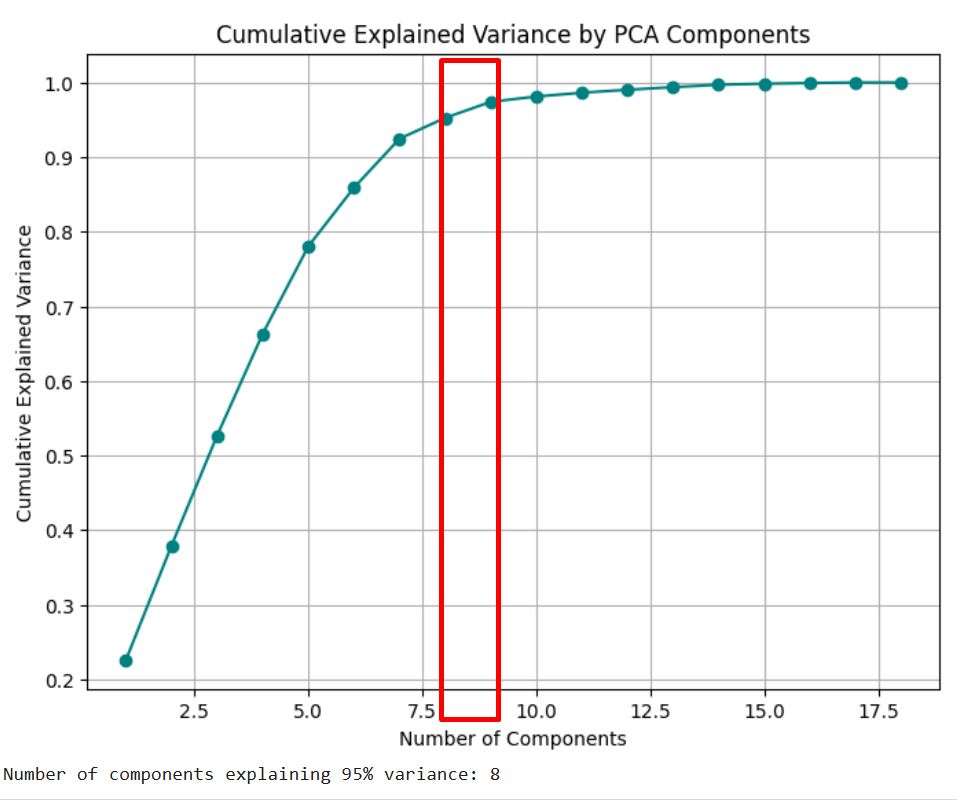 Cumulative Explained Variance by PCA Components
1.0
0.9
0.8
0.7
0.6
0.5
0.4
0.3
0.2
Cumulative Explained Variance
2.5 5.0 7.5 10.0 12.5 15.0 17.5
Number of Components
Number of components explaining 95% variance: 8